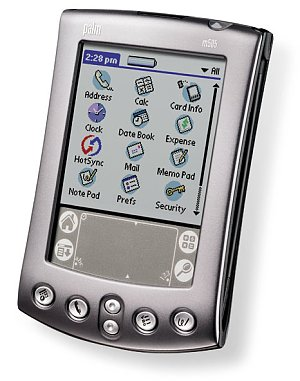 palm
m505
2:28 pm
All
Address
Calc
Card Info
Clock
Date Book
Expense
HotSync
Mail
Memo Pad
Note Pad
Prefs
Security